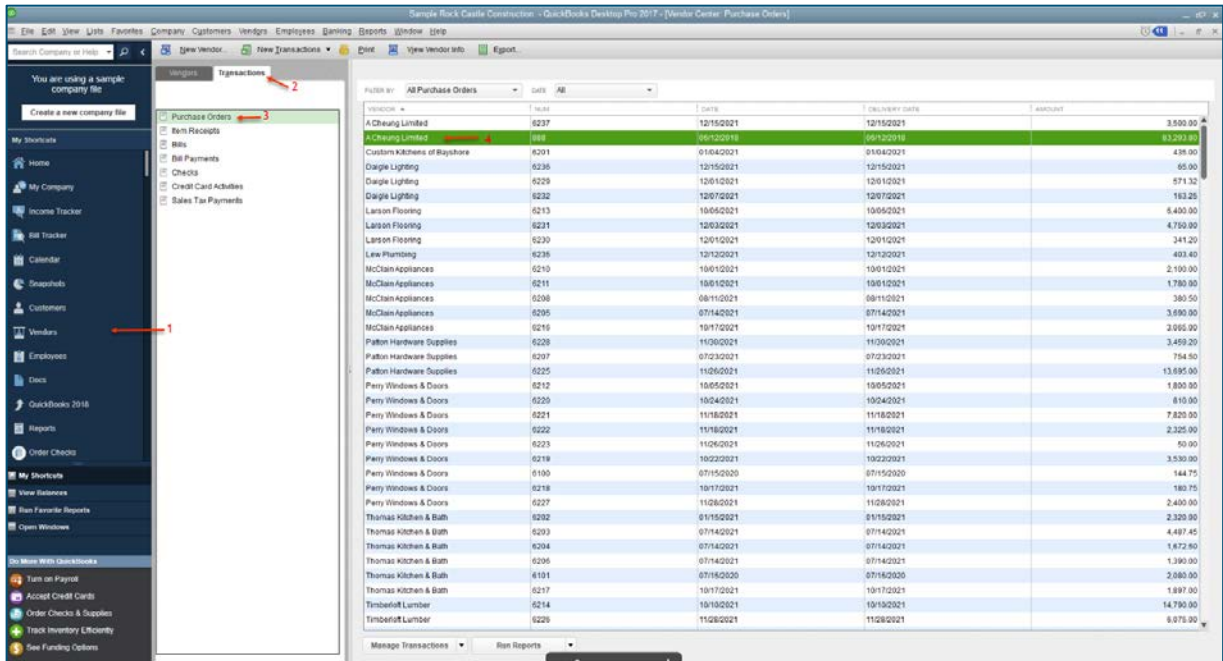 Sample Rock Castle Construction - QuickBooks Desktop Pro 2017 - [Vendor Center: Purchase Orders]
File Edit View Lists Favorites Company Customers Vendors Employees Banking Reports Window Help
Search Company or Help
New Vendor... New Transactions Print View Vendor Info Export...
You are using a sample
company file
Create a new company file
My Shortcuts
Home
My Company
Income Tracker
Bill Tracker
Calendar
Snapshots
Customers
Vendors 1
Employees
Docs
QuickBooks 2018
Reports
Order Checks
My Shortcuts
View Balances
Run Favorite Reports
Open Windows
Do More With QuickBooks
Turn on Payroll
Accept Credit Cards
Order Checks & Supplies
Track Inventory Efficiently
See Funding Options
Vendors Transactions 2
Purchase Orders 3
Item Receipts
Bills
Bill Payments
Checks
Credit Card Activities
Sales Tax Payments
FILTER BY All Purchase Orders DATE All
VENDOR NUM DATE DELIVERY DATE AMOUNT
A Cheung Limited 6237 12/15/2021 12/15/2021 3,500.00
A Cheung Limited 4 888 06/12/2018 06/12/2018 63,293.80
Custom Kitchens of Bayshore 6201 01/04/2021 01/04/2021 435.00
Daigle Lighting 6236 12/15/2021 12/15/2021 65.00
Daigle Lighting 6229 12/01/2021 12/01/2021 571.32
Daigle Lighting 6232 12/07/2021 12/07/2021 163.25
Larson Flooring 6213 10/06/2021 10/06/2021 5,400.00
Larson Flooring 6231 12/03/2021 12/03/2021 4,750.00
Larson Flooring 6230 12/01/2021 12/01/2021 341.20
Lew Plumbing 6235 12/12/2021 12/12/2021 403.40
McClain Appliances 6210 10/01/2021 10/01/2021 2,100.00
McClain Appliances 6211 10/01/2021 10/01/2021 1,780.00
McClain Appliances 6208 08/11/2021 08/11/2021 380.50
McClain Appliances 6205 07/14/2021 07/14/2021 3,690.00
McClain Appliances 6216 10/17/2021 10/17/2021 3,065.00
Patton Hardware Supplies 6228 11/30/2021 11/30/2021 3,459.20
Patton Hardware Supplies 6207 07/23/2021 07/23/2021 754.50
Patton Hardware Supplies 6225 11/26/2021 11/26/2021 13,695.00
Perry Windows & Doors 6212 10/05/2021 10/05/2021 1,800.00
Perry Windows & Doors 6220 10/24/2021 10/24/2021 810.00
Perry Windows & Doors 6221 11/18/2021 11/18/2021 7,820.00
Perry Windows & Doors 6222 11/18/2021 11/18/2021 2,325.00
Perry Windows & Doors 6223 11/26/2021 11/26/2021 50.00
Perry Windows & Doors 6219 10/22/2021 10/22/2021 3,530.00
Perry Windows & Doors 6100 07/15/2020 07/15/2020 144.75
Perry Windows & Doors 6218 10/17/2021 10/17/2021 180.75
Perry Windows & Doors 6227 11/28/2021 11/28/2021 2,400.00
Thomas Kitchen & Bath 6202 01/15/2021 01/15/2021 2,320.00
Thomas Kitchen & Bath 6203 07/14/2021 07/14/2021 4,487.45
Thomas Kitchen & Bath 6204 07/14/2021 07/14/2021 1,672.50
Thomas Kitchen & Bath 6206 07/14/2021 07/14/2021 1,390.00
Thomas Kitchen & Bath 6101 07/15/2020 07/15/2020 2,080.00
Thomas Kitchen & Bath 6217 10/17/2021 10/17/2021 1,897.00
Timberloft Lumber 6214 10/10/2021 10/10/2021 14,790.00
Timberloft Lumber 6226 11/28/2021 11/28/2021 6,075.00
Manage Transactions Run Reports